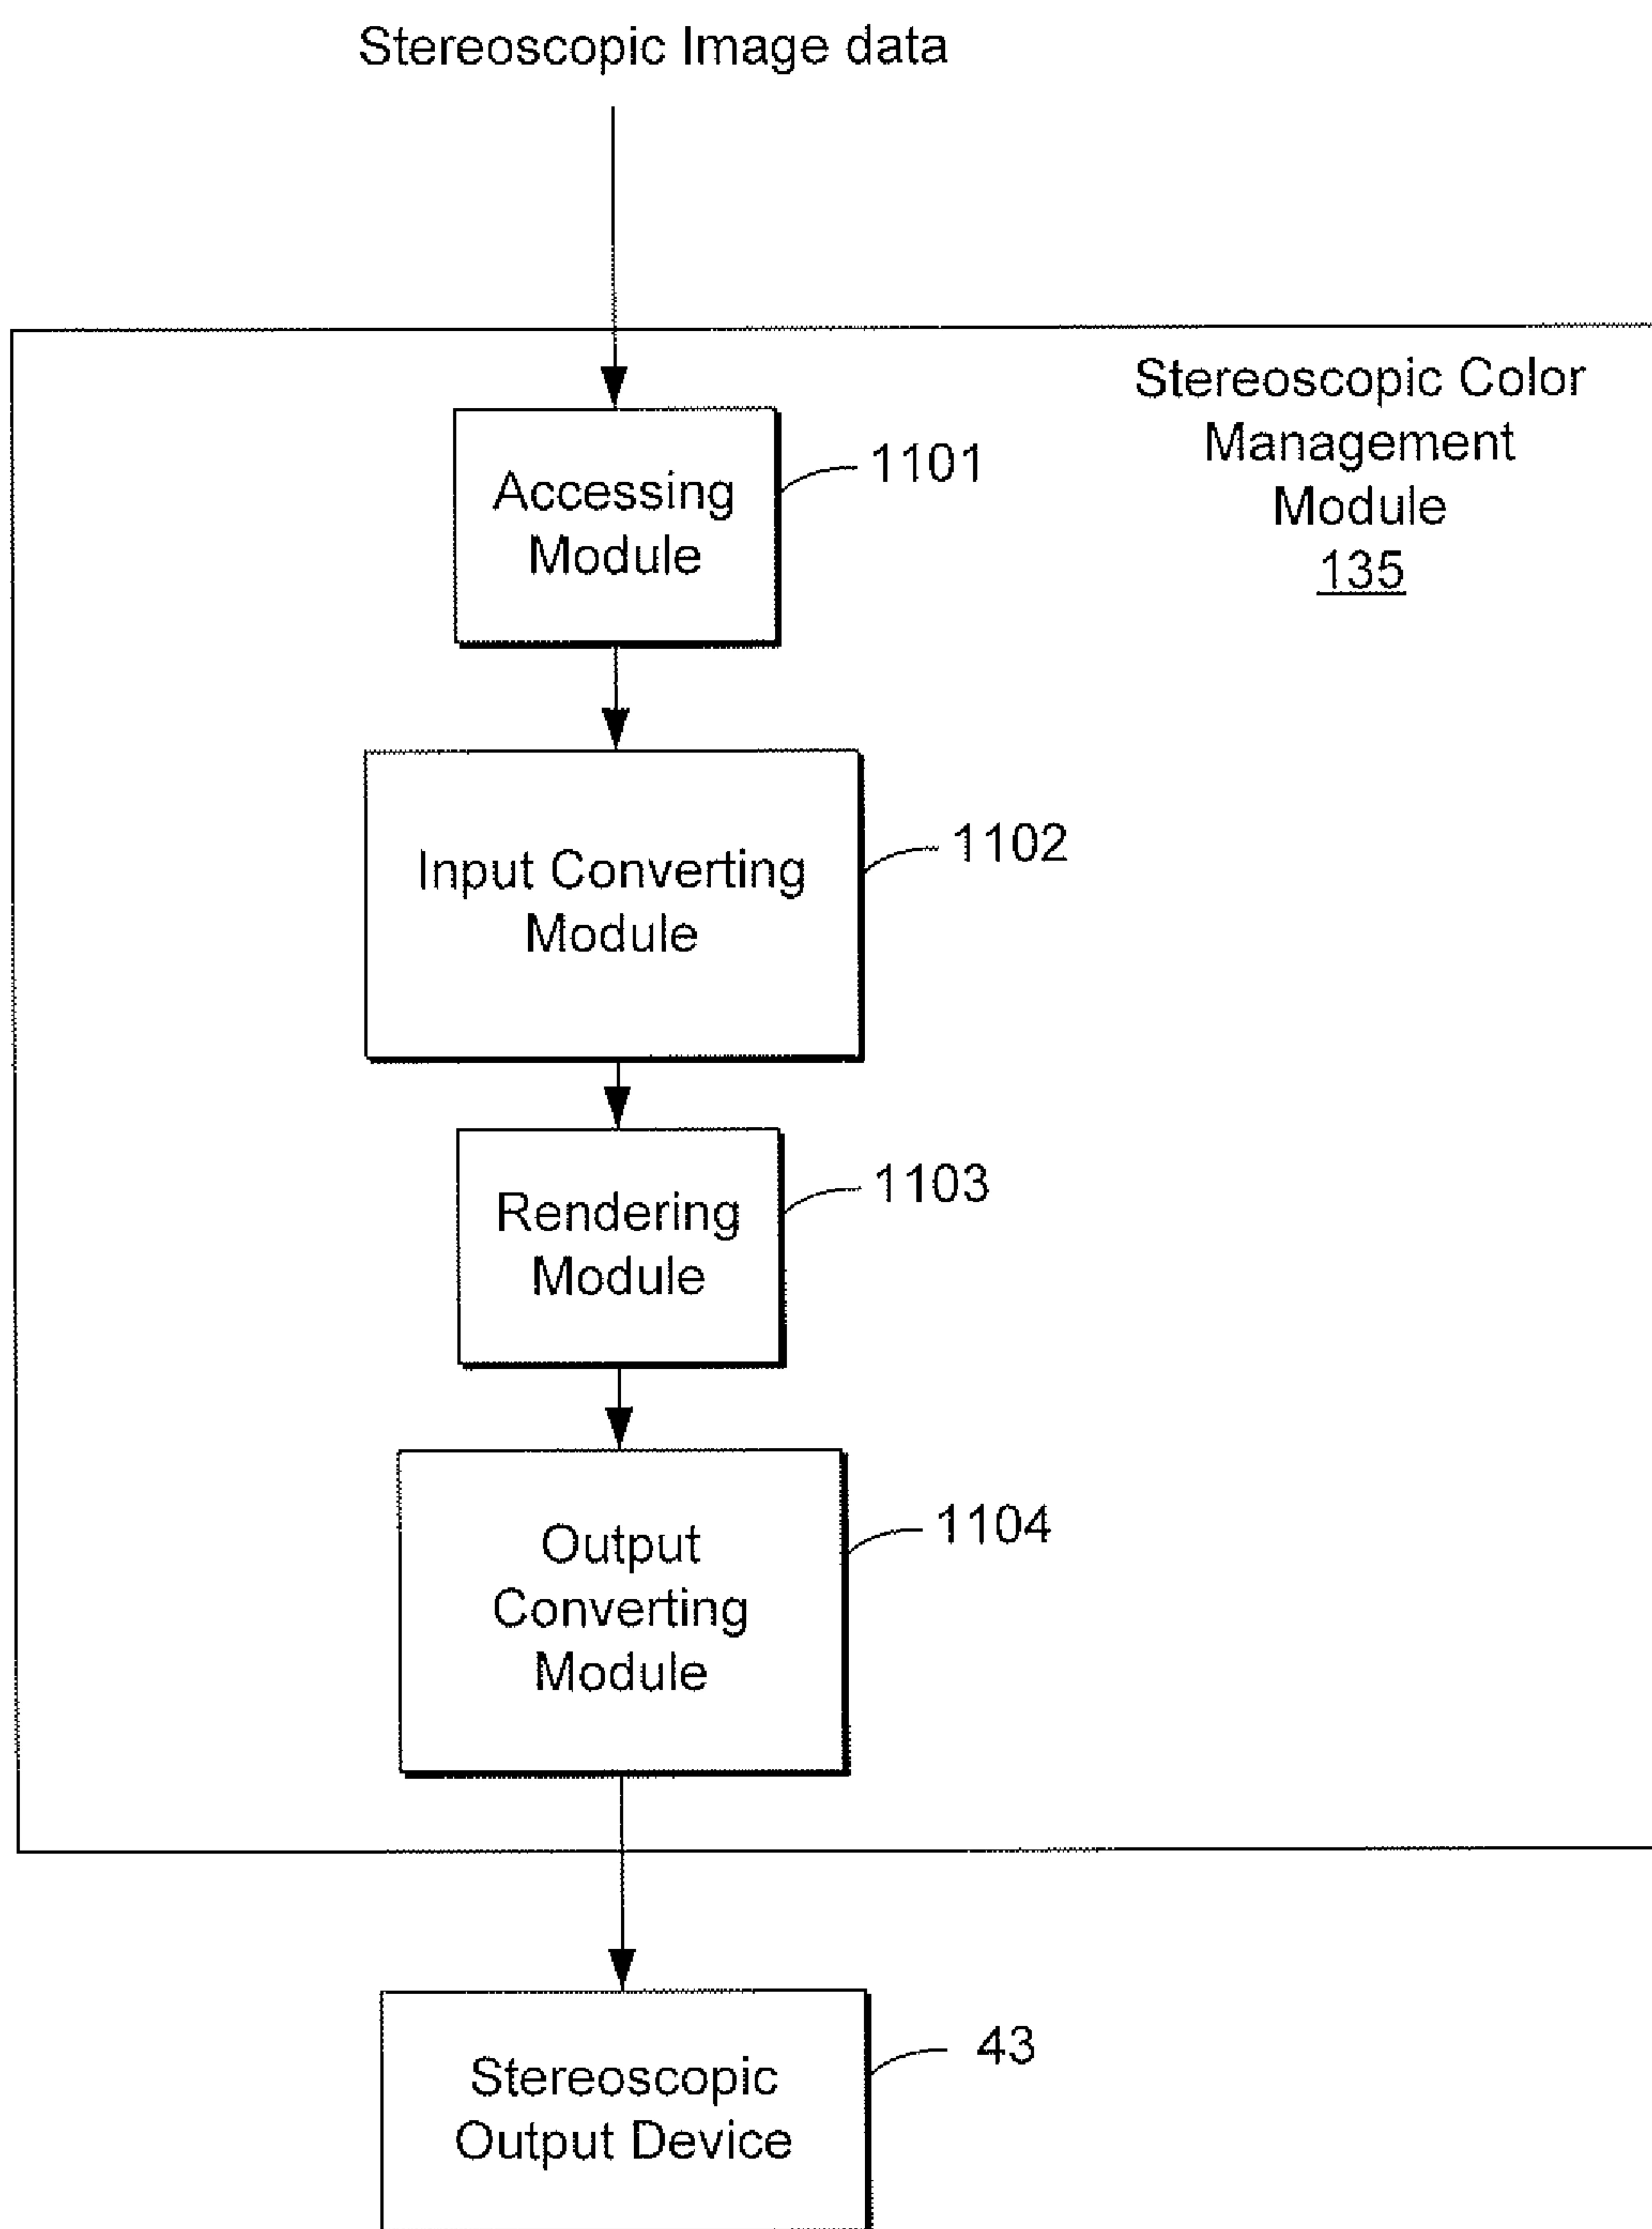 Stereoscopic Image data
Stereoscopic Color
Management
Module
135
Accessing
Module
1101
Input Converting
Module
1102
Rendering
Module
1103
Output
Converting
Module
1104
Stereoscopic
Output Device
43